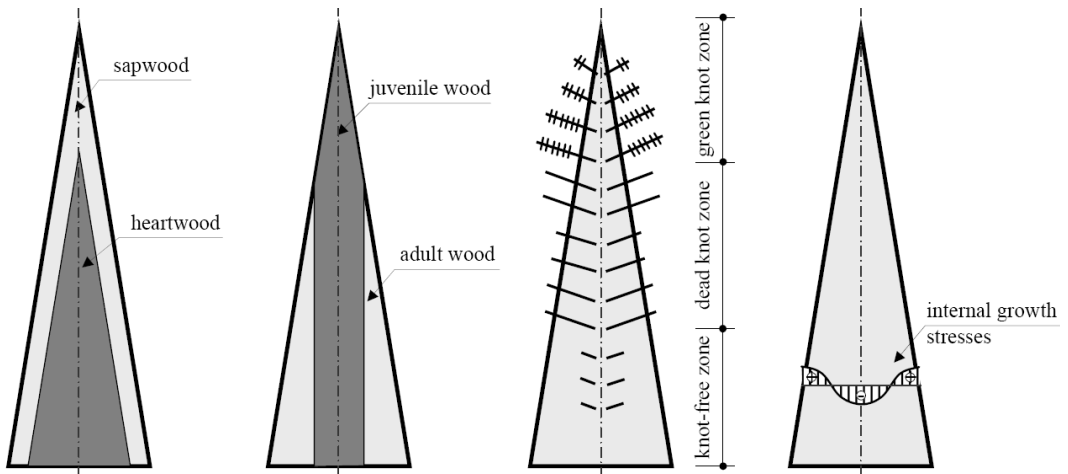 sapwood
heartwood
juvenile wood
adult wood
green knot zone
dead knot zone
knot-free zone
internal growth
stresses